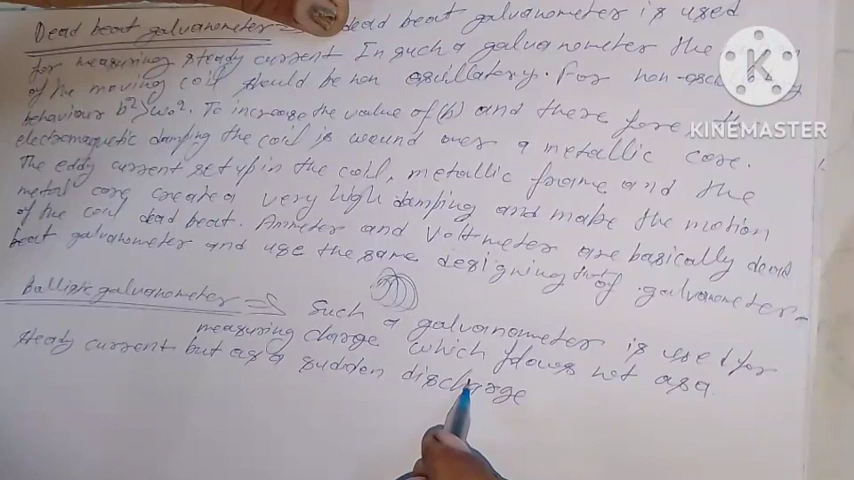 Dead beat galvanometer dead beat galvanometer is used
for measuring steady current In such a galvanometer the
of the moving coil should be non oscillatory. For non-
behaviour b²>ω₀². To increase the value of (b) and there fore
electromagnetic damping the coil is wound over a metallic core.
The eddy current set up in the coil, metallic frame and the
metal core create a very high damping and make the motion
of the coil dead beat. Ammeter and Voltmeter are basically dead
beat galvanometer and use the same designing that of galvanometer-
Ballistic galvanometer => Such a galvanometer is used for
measuring charge which flows not as a
steady current but as a sudden discharge
KINEMASTER